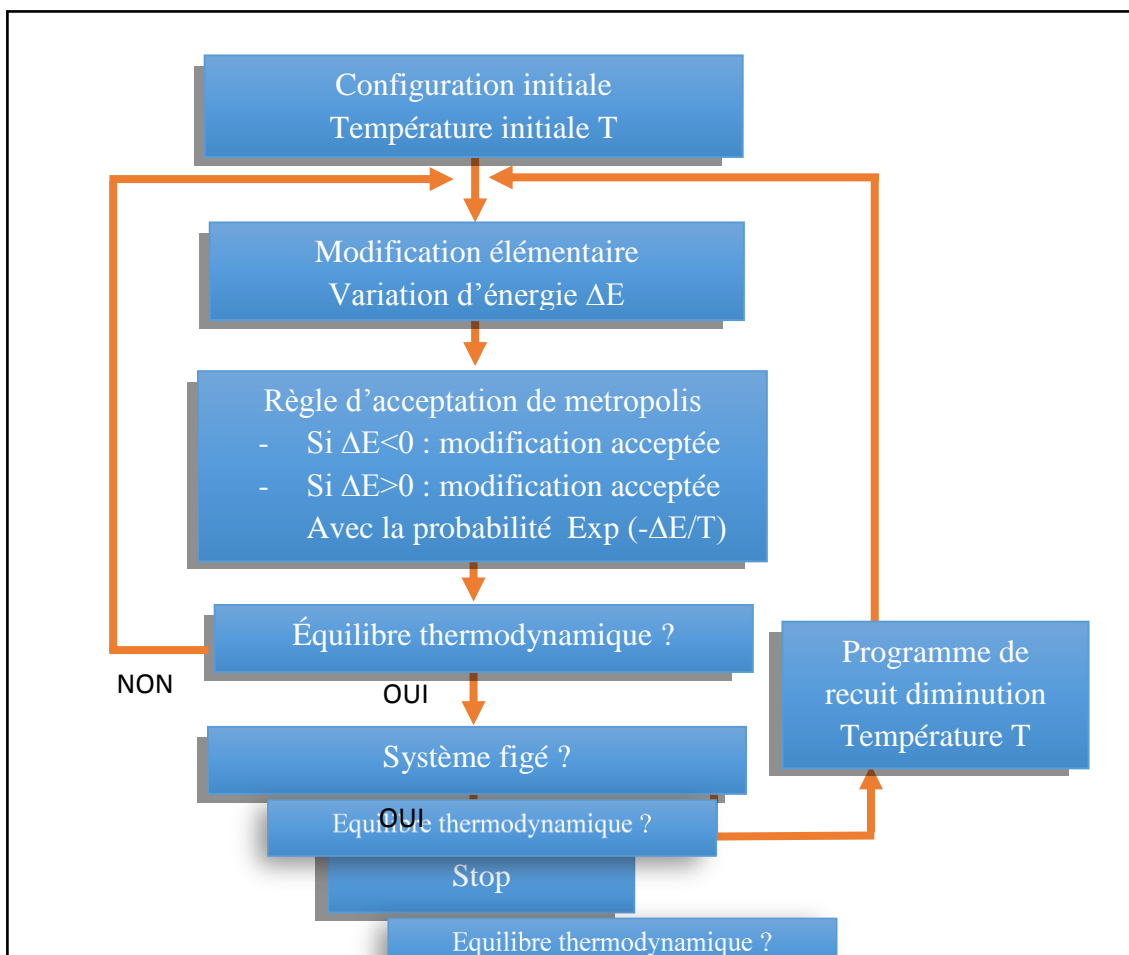 Configuration initiale
Température initiale T
Modification élémentaire
Variation d’énergie ΔE
Règle d’acceptation de metropolis
- Si ΔE<0 : modification acceptée
- Si ΔE>0 : modification acceptée
Avec la probabilité Exp (-ΔE/T)
Équilibre thermodynamique ?
NON
OUI
Programme de
recuit diminution
Température T
Système figé ?
OUI
Equilibre thermodynamique ?
Stop
Equilibre thermodynamique ?